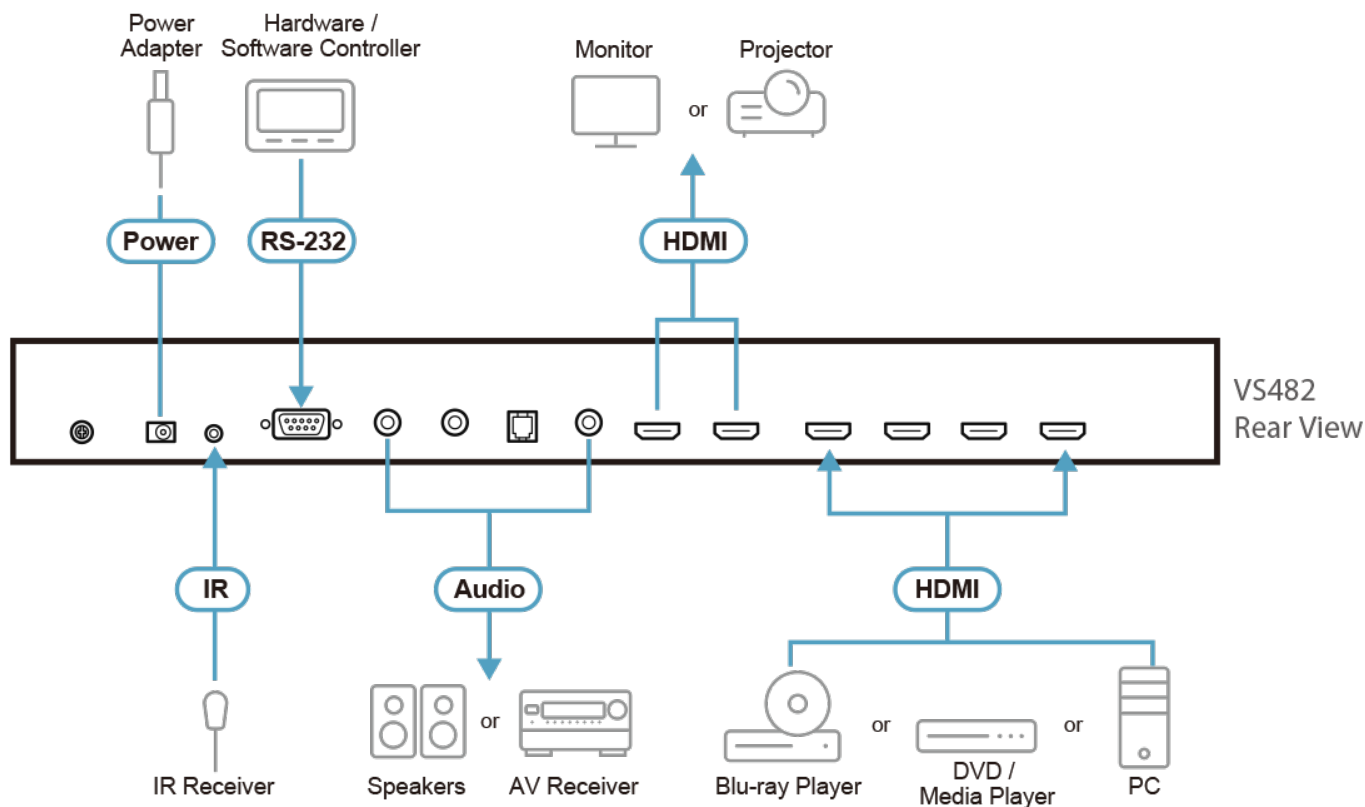 Power
Adapter
Hardware /
Software Controller
Monitor
or
Projector
Power
RS-232
HDMI
VS482
Rear View
IR
Audio
HDMI
IR Receiver
Speakers
or
AV Receiver
Blu-ray Player
or
DVD /
Media Player
or
PC